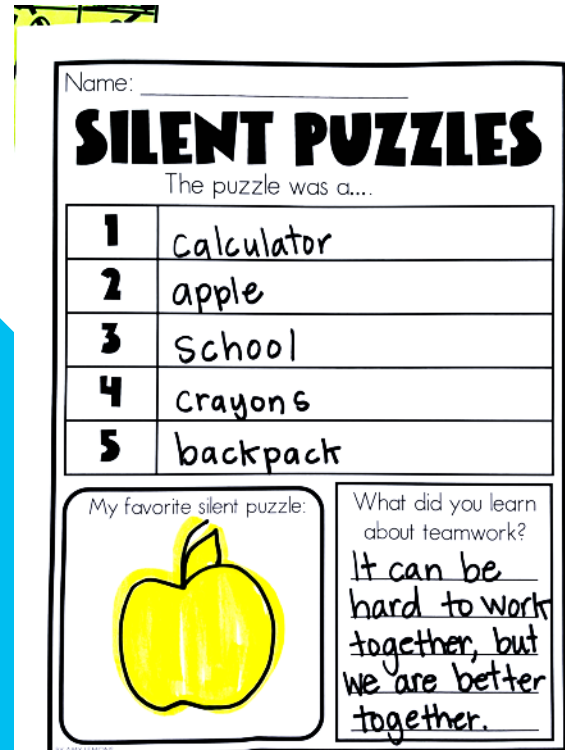 Name:
SILENT PUZZLES
The puzzle was a....
1 calculator
2 apple
3 School
4 crayons
5 backpack
My favorite silent puzzle:
What did you learn
about teamwork?
It can be
hard to work
together, but
we are better
together.